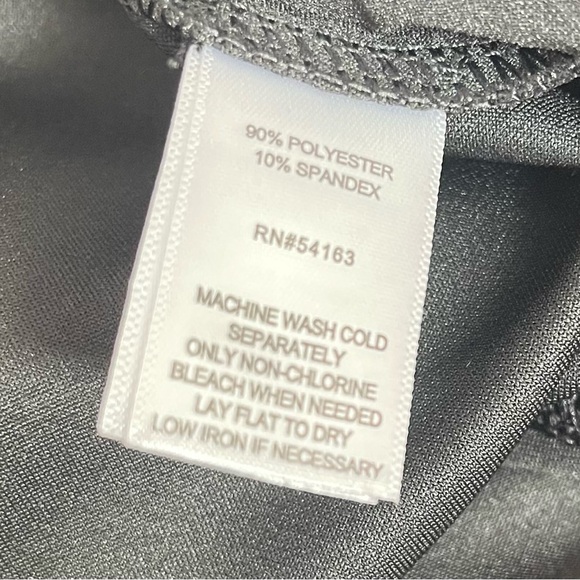 90% POLYESTER
10% SPANDEX
RN#54163
MACHINE WASH COLD
SEPARATELY
ONLY NON-CHLORINE
BLEACH WHEN NEEDED
LAY FLAT TO DRY
LOW IRON IF NECESSARY